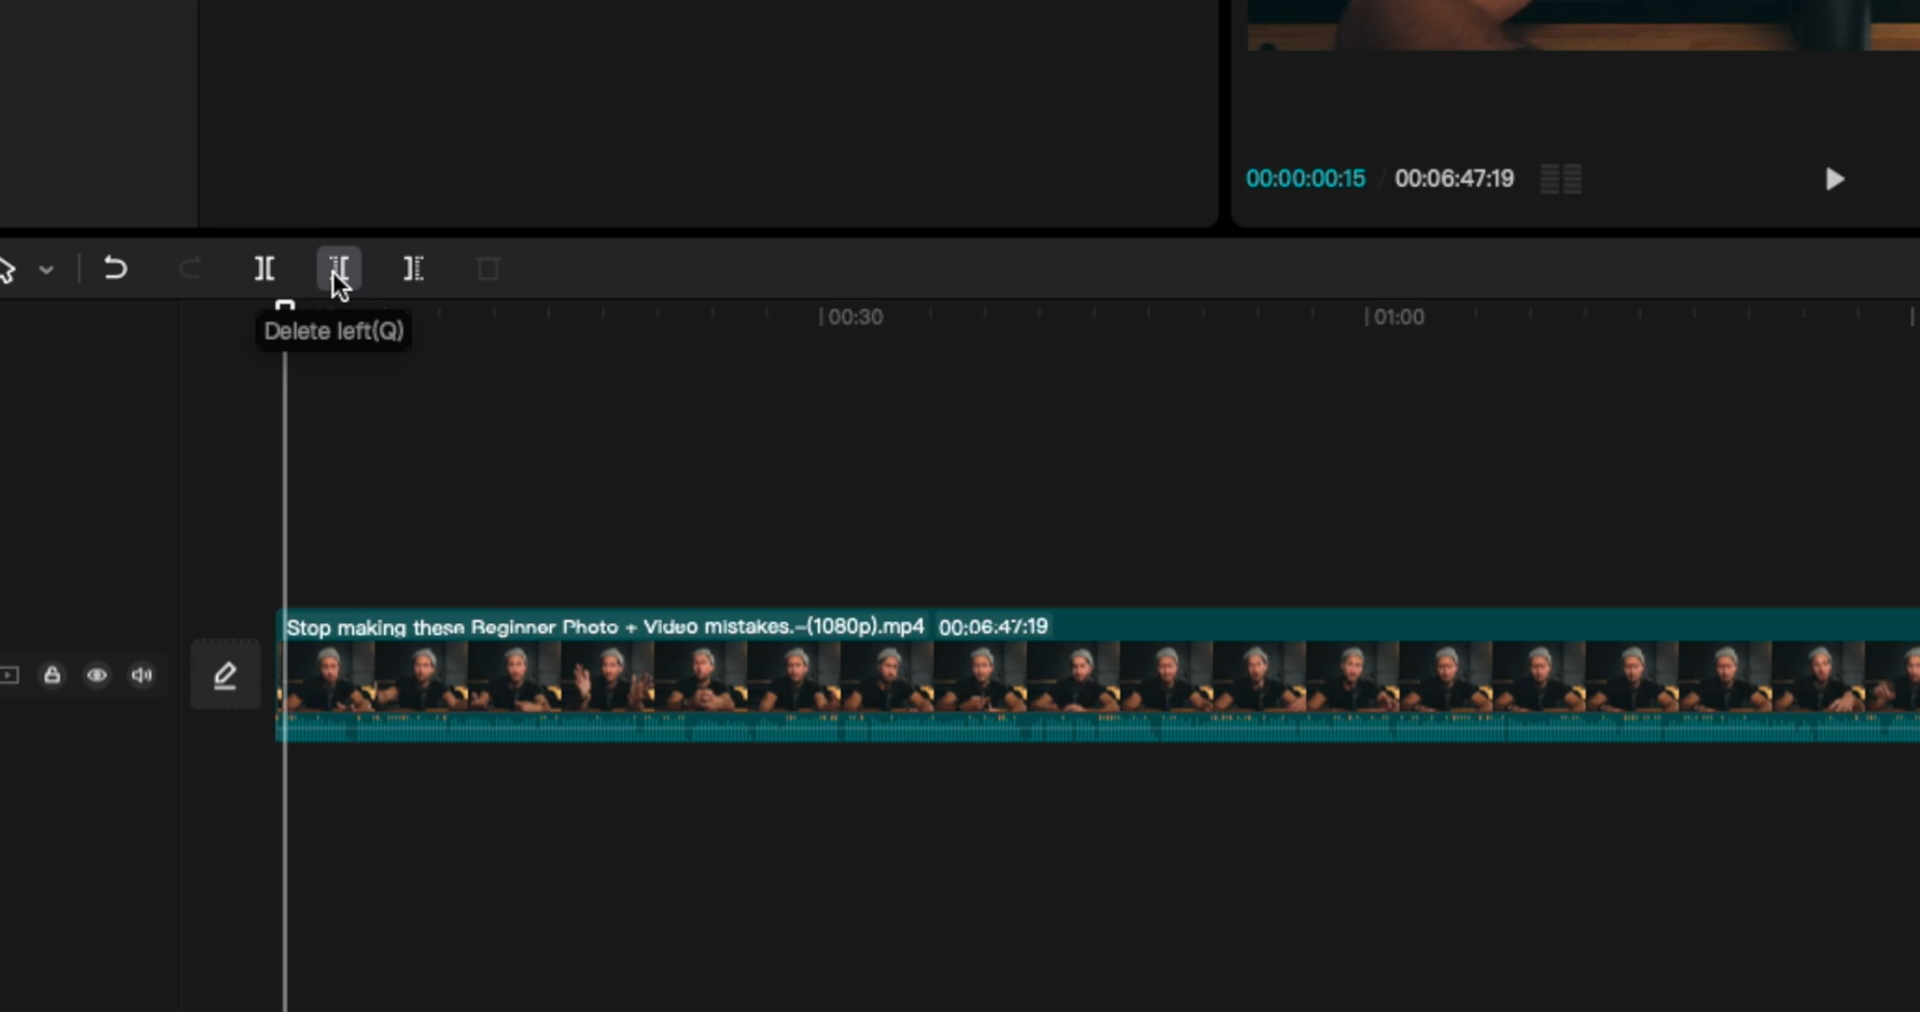 00:00:00:15 / 00:06:47:19
Delete left(Q)
00:30
01:00
Stop making these Beginner Photo + Video mistakes.-(1080p).mp4 00:06:47:19